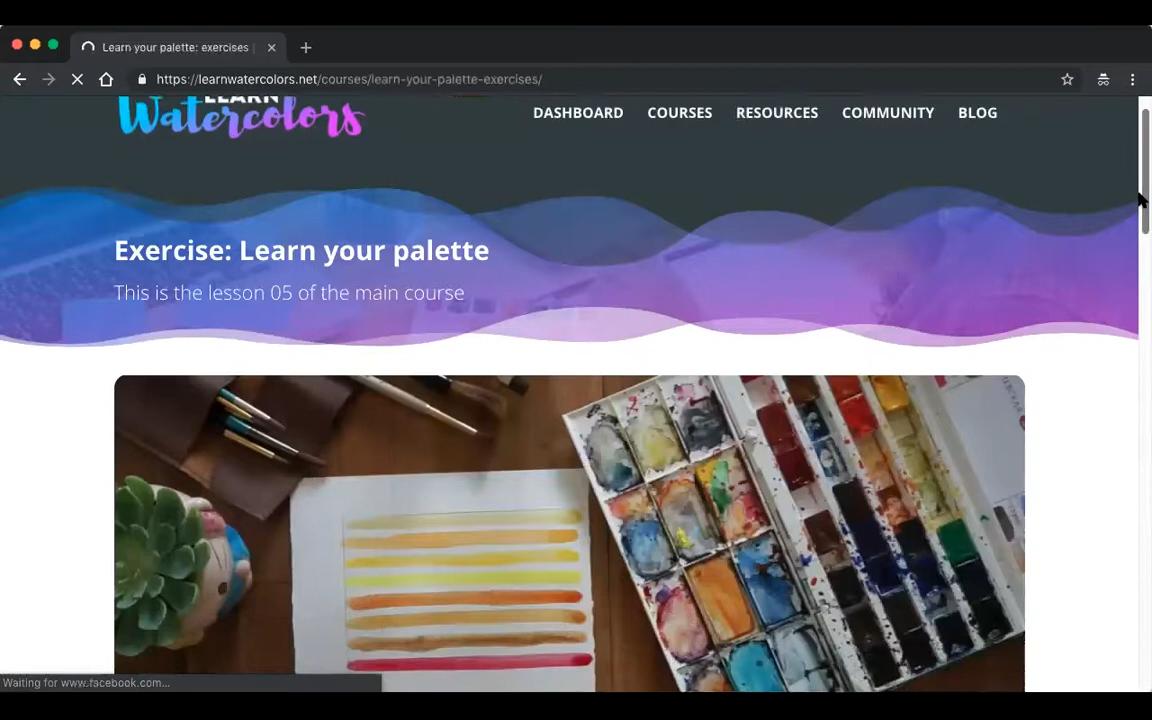 Learn your palette: exercises
https://learnwatercolors.net/courses/learn-your-palette-exercises/
LEARN
Watercolors
DASHBOARD COURSES RESOURCES COMMUNITY BLOG
Exercise: Learn your palette
This is the lesson 05 of the main course
Waiting for www.facebook.com...